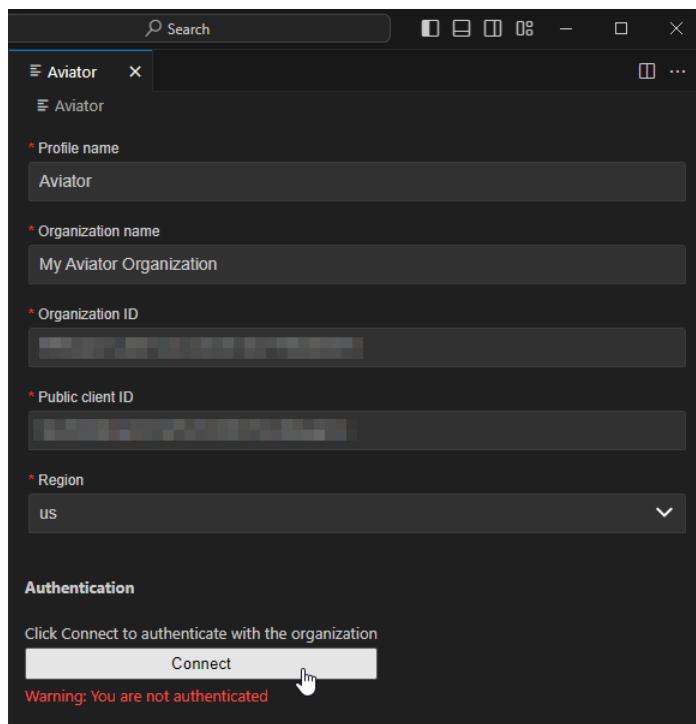 Search
Aviator
Aviator
* Profile name
Aviator
* Organization name
My Aviator Organization
* Organization ID
* Public client ID
* Region
us
Authentication
Click Connect to authenticate with the organization
Connect
Warning: You are not authenticated